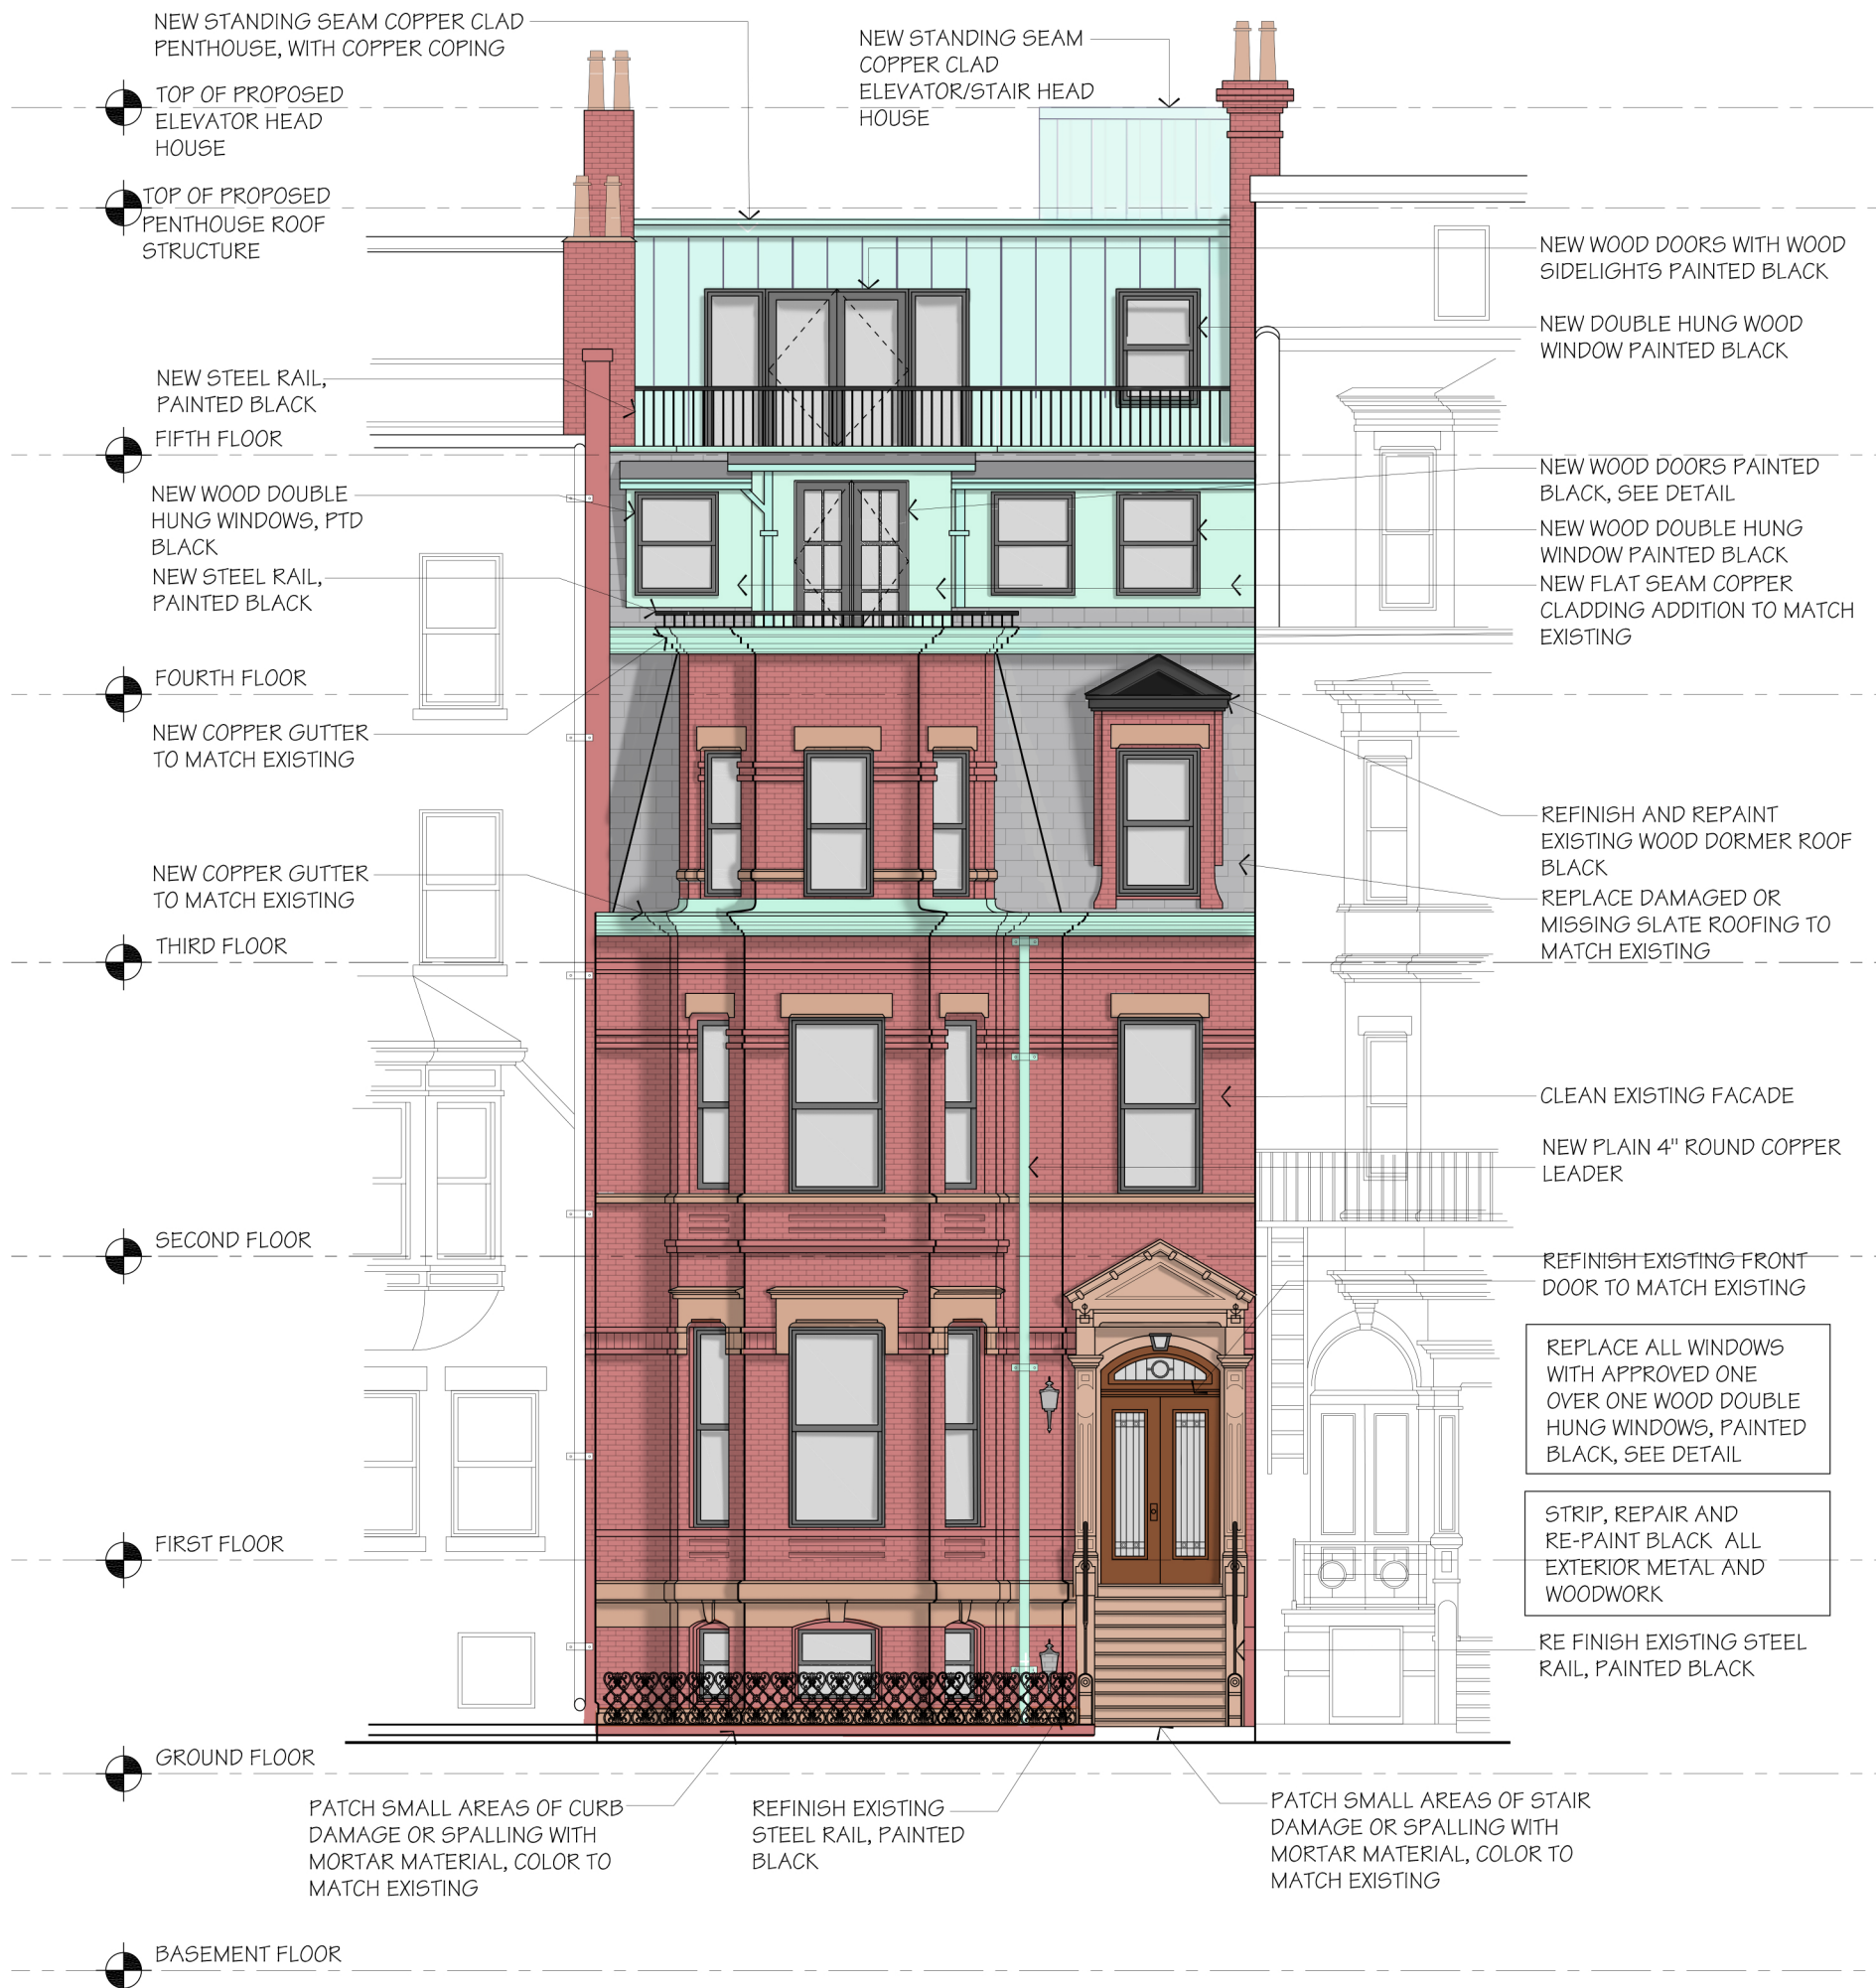 NEW STANDING SEAM COPPER CLAD
PENTHOUSE, WITH COPPER COPING
NEW STANDING SEAM
COPPER CLAD
ELEVATOR/STAIR HEAD
HOUSE
TOP OF PROPOSED
ELEVATOR HEAD
HOUSE
TOP OF PROPOSED
PENTHOUSE ROOF
STRUCTURE
NEW STEEL RAIL,
PAINTED BLACK
FIFTH FLOOR
NEW WOOD DOUBLE
HUNG WINDOWS, PTD
BLACK
NEW STEEL RAIL,
PAINTED BLACK
FOURTH FLOOR
NEW COPPER GUTTER
TO MATCH EXISTING
NEW COPPER GUTTER
TO MATCH EXISTING
THIRD FLOOR
SECOND FLOOR
FIRST FLOOR
GROUND FLOOR
BASEMENT FLOOR
NEW WOOD DOORS WITH WOOD
SIDELIGHTS PAINTED BLACK
NEW DOUBLE HUNG WOOD
WINDOW PAINTED BLACK
NEW WOOD DOORS PAINTED
BLACK, SEE DETAIL
NEW WOOD DOUBLE HUNG
WINDOW PAINTED BLACK
NEW FLAT SEAM COPPER
CLADDING ADDITION TO MATCH
EXISTING
REFINISH AND REPAINT
EXISTING WOOD DORMER ROOF
BLACK
REPLACE DAMAGED OR
MISSING SLATE ROOFING TO
MATCH EXISTING
CLEAN EXISTING FACADE
NEW PLAIN 4" ROUND COPPER
LEADER
REFINISH EXISTING FRONT
DOOR TO MATCH EXISTING
REPLACE ALL WINDOWS
WITH APPROVED ONE
OVER ONE WOOD DOUBLE
HUNG WINDOWS, PAINTED
BLACK, SEE DETAIL
STRIP, REPAIR AND
RE-PAINT BLACK ALL
EXTERIOR METAL AND
WOODWORK
RE FINISH EXISTING STEEL
RAIL, PAINTED BLACK
PATCH SMALL AREAS OF CURB
DAMAGE OR SPALLING WITH
MORTAR MATERIAL, COLOR TO
MATCH EXISTING
REFINISH EXISTING
STEEL RAIL, PAINTED
BLACK
PATCH SMALL AREAS OF STAIR
DAMAGE OR SPALLING WITH
MORTAR MATERIAL, COLOR TO
MATCH EXISTING